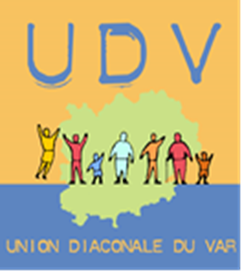 UDV
UNION DIACONALE DU VAR